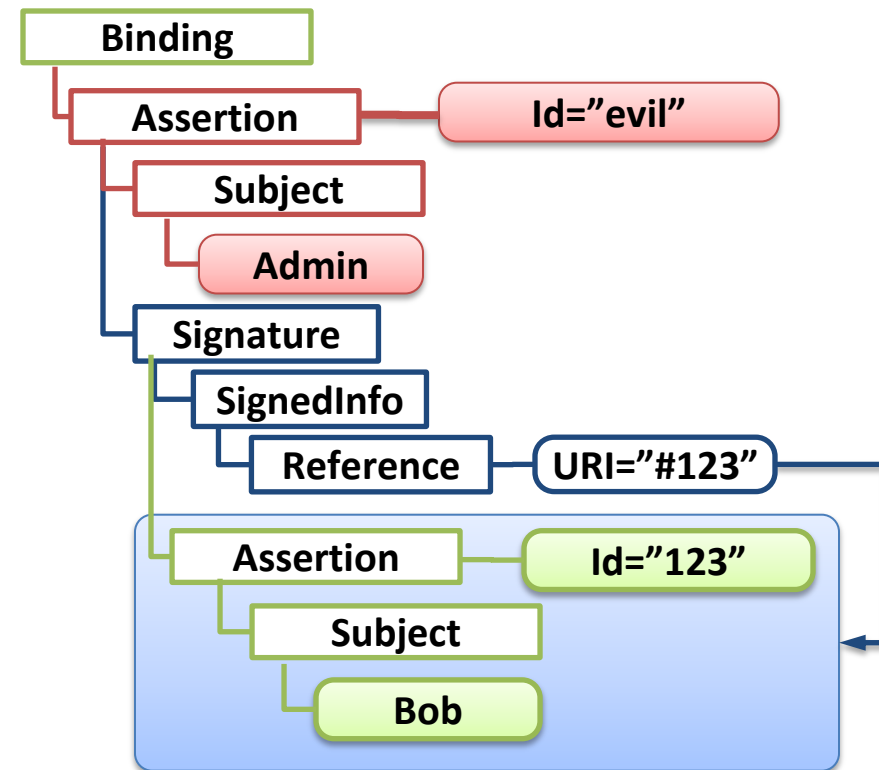 Binding
Assertion
Id=”evil”
Subject
Admin
Signature
SignedInfo
Reference
URI=”#123”
Assertion
Id=”123”
Subject
Bob